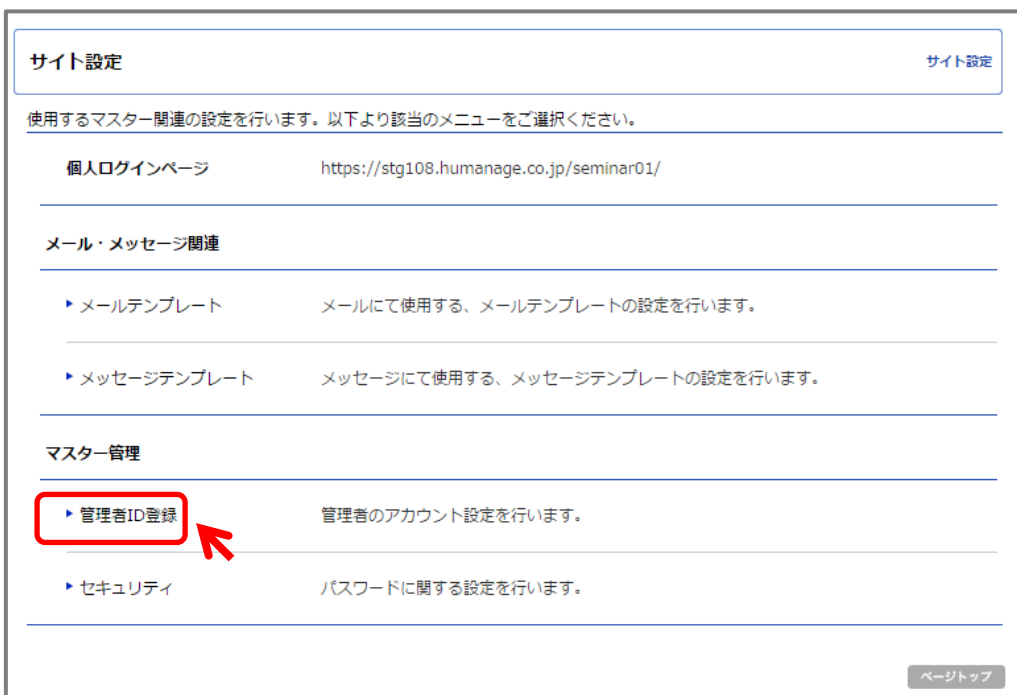 サイト設定
サイト設定
使用するマスター関連の設定を行います。以下より該当のメニューをご選択ください。
個人ログインページ https://stg108.humanage.co.jp/seminar01/
メール・メッセージ関連
メールテンプレート メールにて使用する、メールテンプレートの設定を行います。
メッセージテンプレート メッセージにて使用する、メッセージテンプレートの設定を行います。
マスター管理
管理者ID登録 管理者のアカウント設定を行います。
セキュリティ パスワードに関する設定を行います。
ページトップ